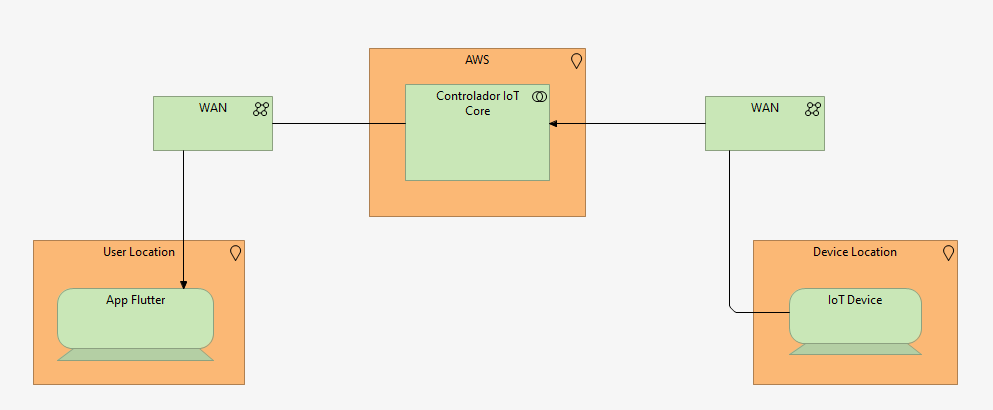 AWS
Controlador IoT
Core
WAN
WAN
User Location
App Flutter
Device Location
IoT Device